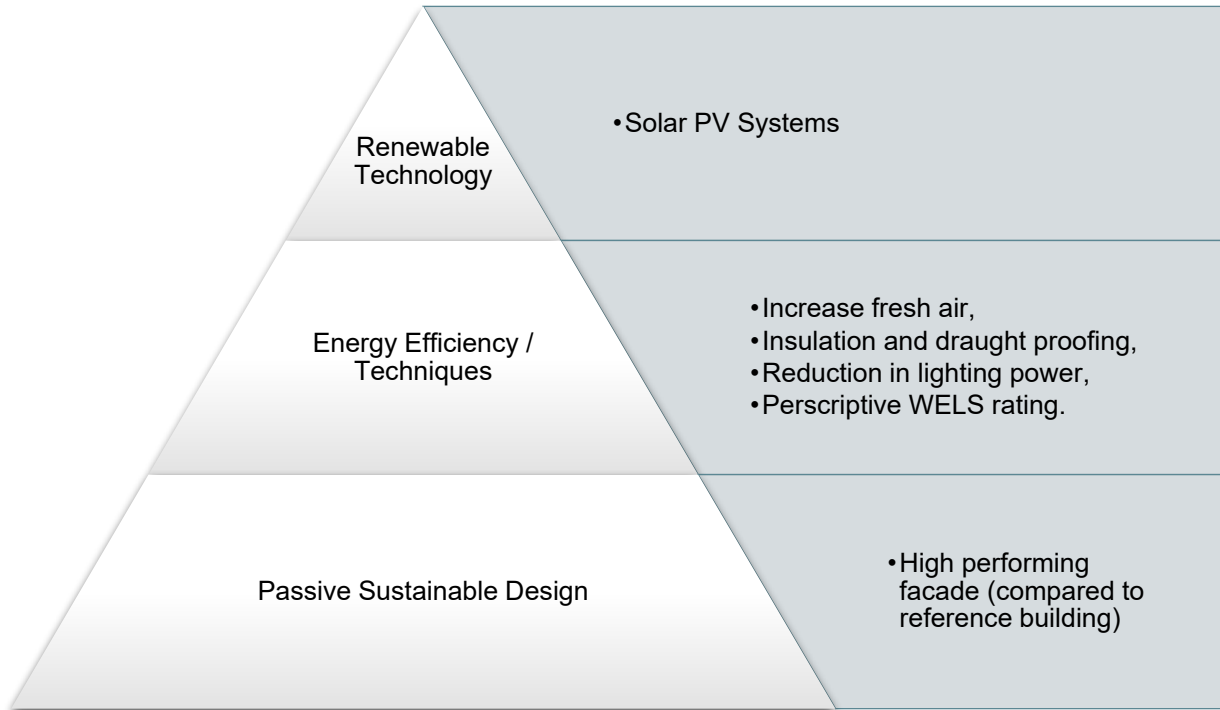 Renewable
Technology
•Solar PV Systems
Energy Efficiency /
Techniques
•Increase fresh air,
•Insulation and draught proofing,
•Reduction in lighting power,
•Perscriptive WELS rating.
Passive Sustainable Design
•High performing
facade (compared to
reference building)